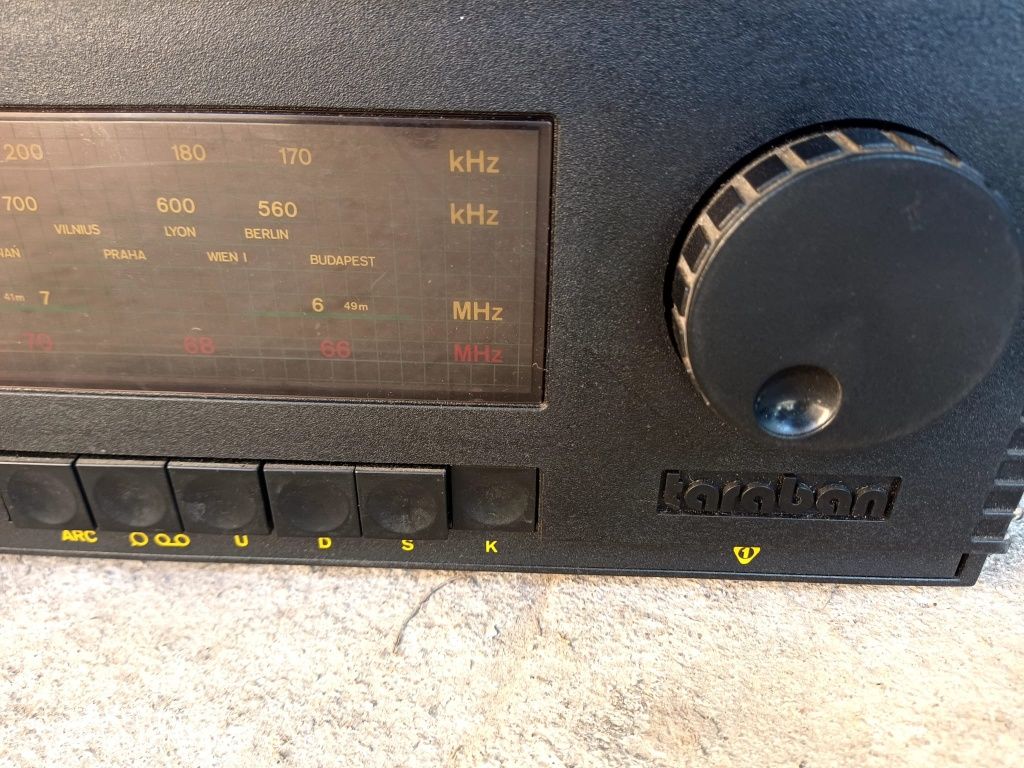 200 180 170 kHz
700 600 560 kHz
VILNIUS LYON BERLIN
PRAHA WIEN I BUDAPEST
41m 7 6 49m MHz
70 68 66 MHz
ARC U D S K
taraban
1